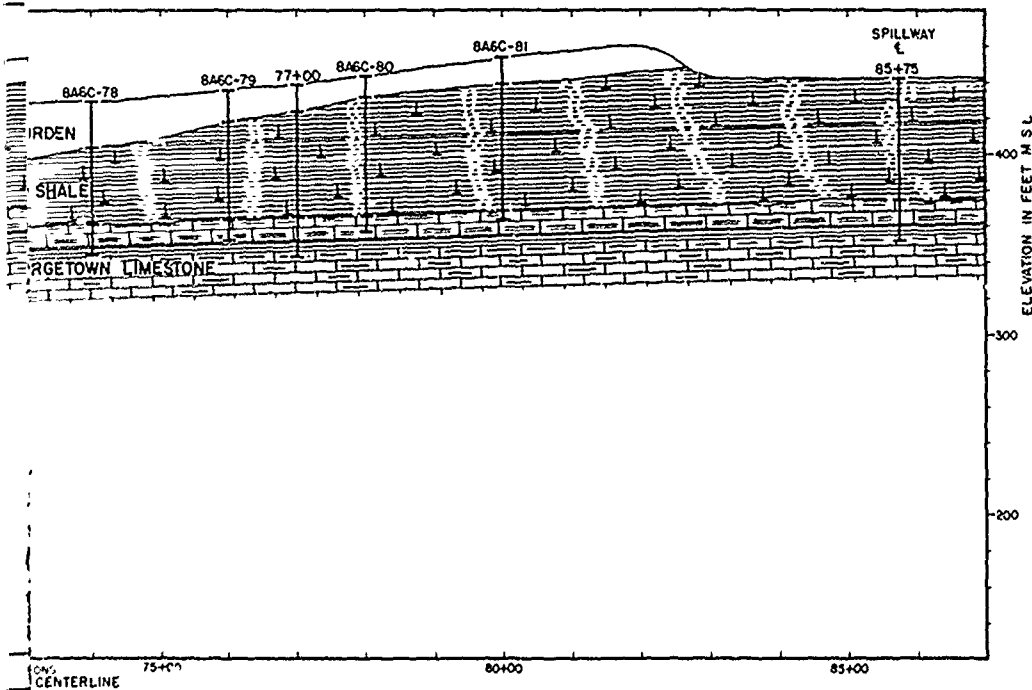 SPILLWAY
℄
85+75
8A6C-81
8A6C-80
77+00
8A6C-79
8A6C-78
IRDEN
SHALE
RGETOWN LIMESTONE
400
300
200
ELEVATION IN FEET M S L
75+00
80+00
85+00
CENTERLINE